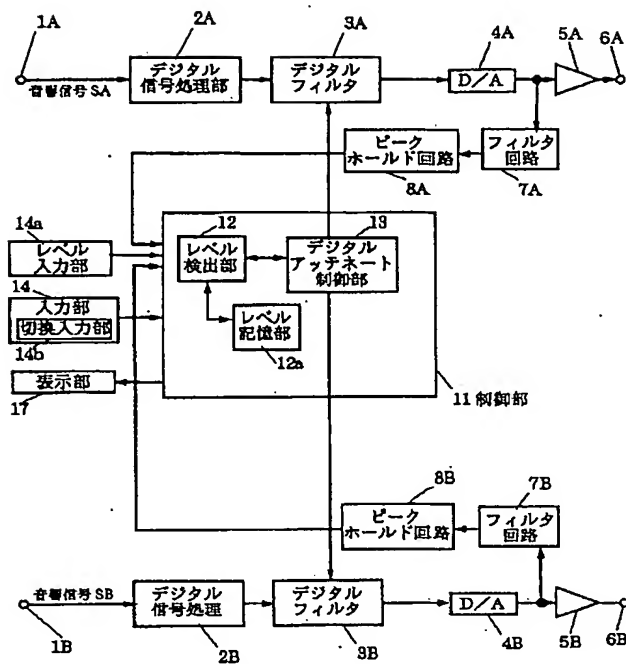 1A
2A
3A
4A
5A
6A
音響信号 SA
デジタル
信号処理部
デジタル
フィルタ
D/A
ピーク
ホールド回路
8A
フィルタ
回路
7A
14a
レベル
入力部
14
入力部
切換入力部
14b
表示部
17
12
レベル
検出部
13
デジタル
アッテネート
制御部
レベル
記憶部
12a
11 制御部
8B
ピーク
ホールド回路
7B
フィルタ
回路
音響信号 SB
デジタル
信号処理
デジタル
フィルタ
D/A
1B
2B
3B
4B
5B
6B